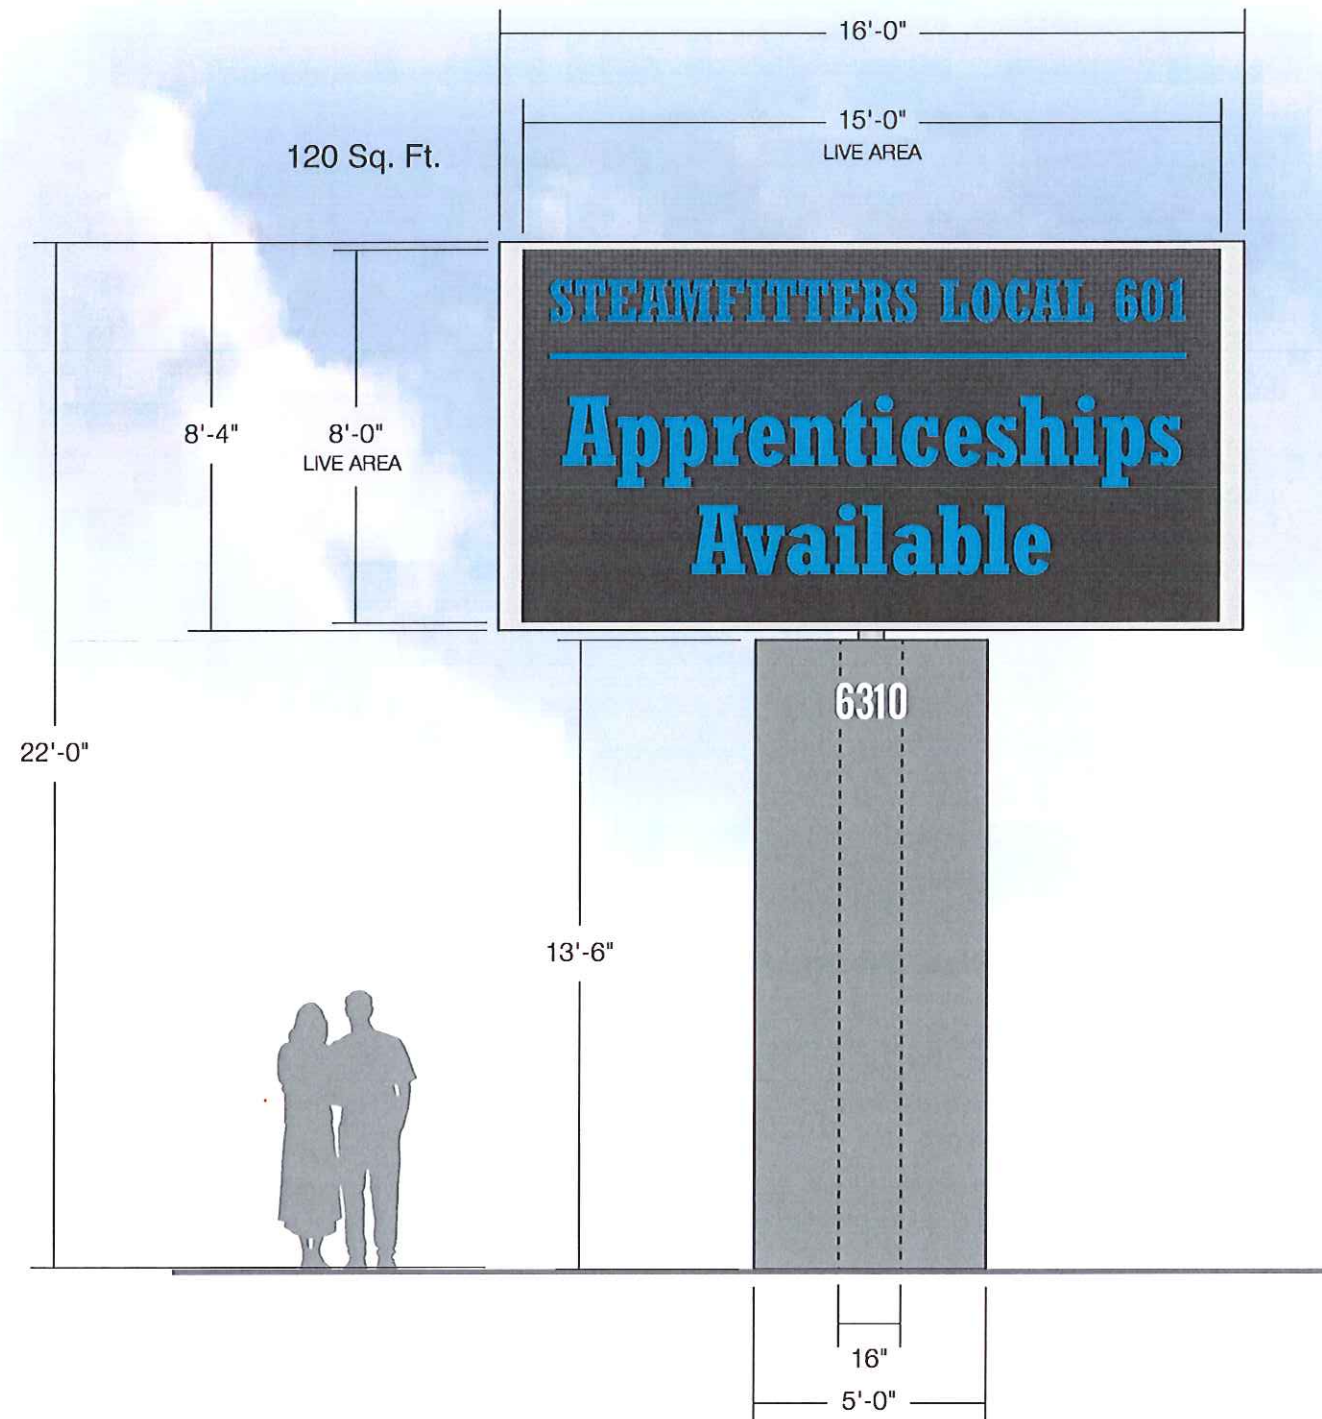 16'-0"
15'-0"
LIVE AREA
120 Sq. Ft.
STEAMFITTERS LOCAL 601
Apprenticeships
Available
8'-4"
8'-0"
LIVE AREA
6310
22'-0"
13'-6"
16"
5'-0"